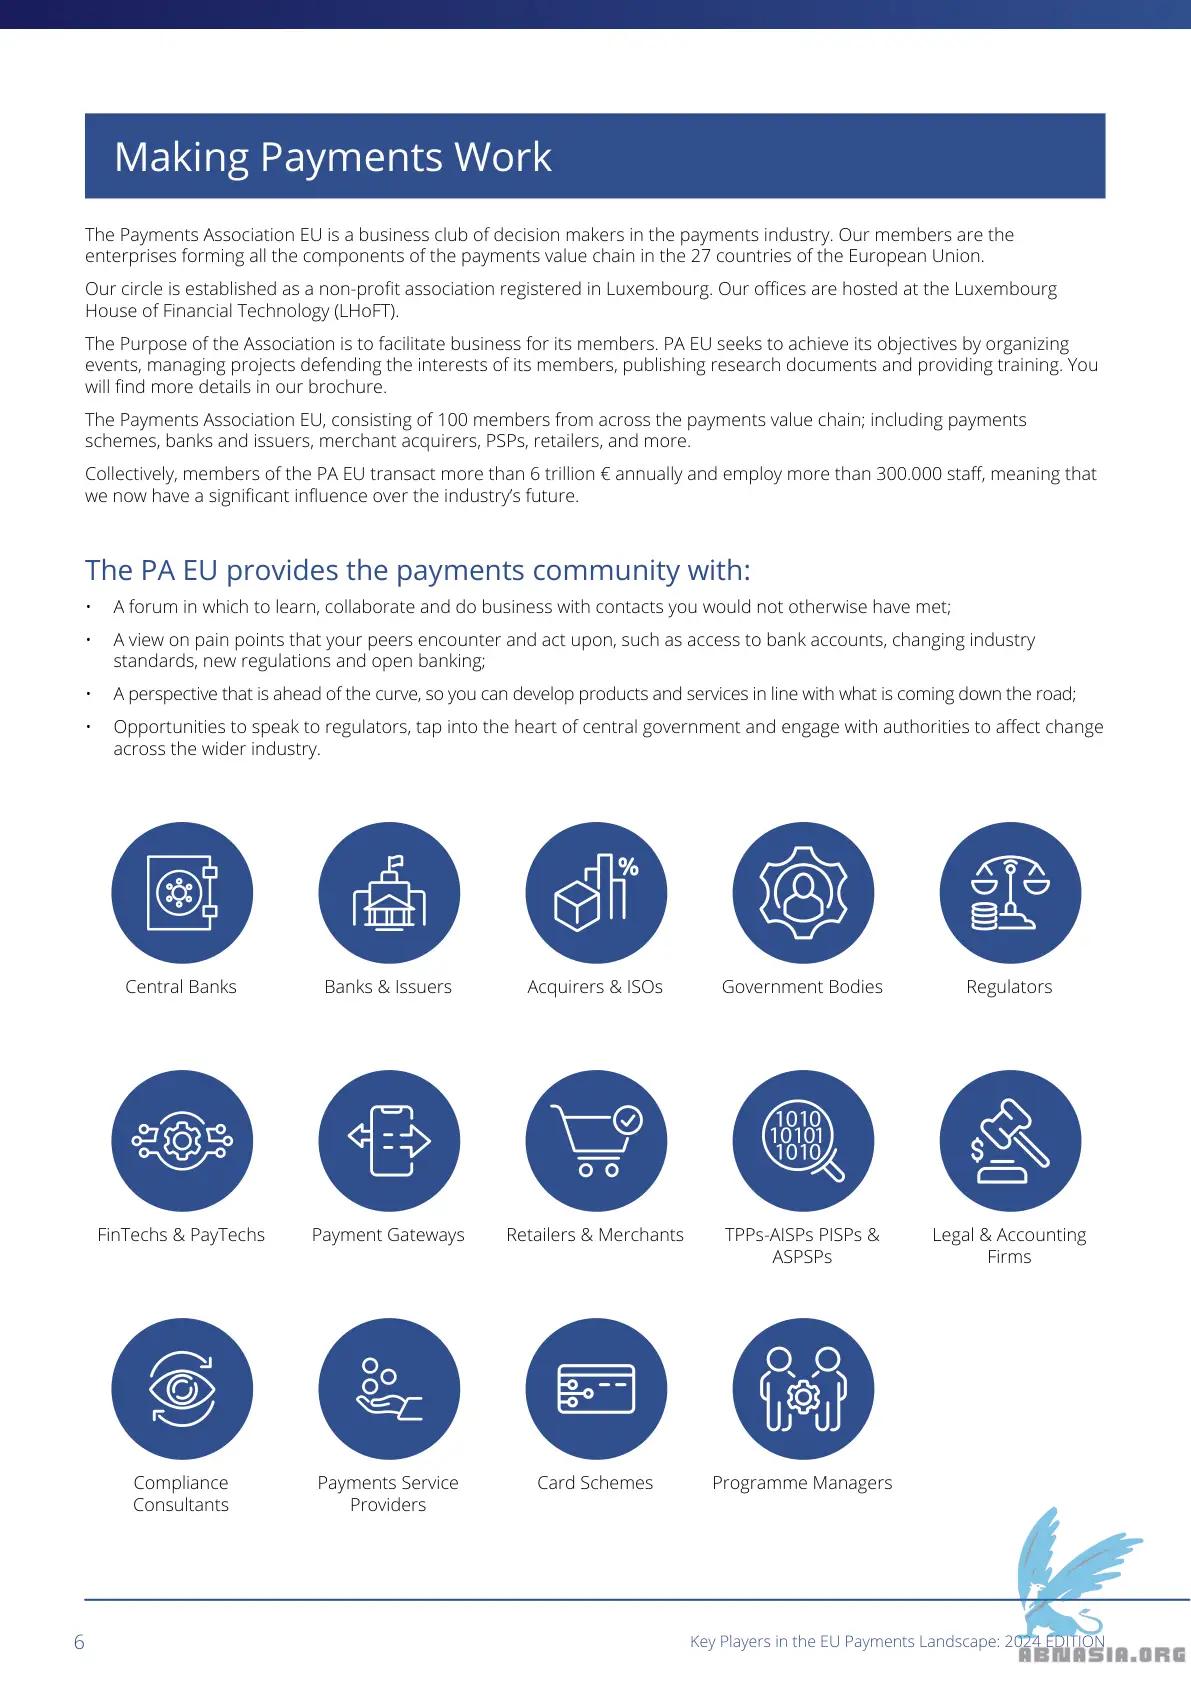 Making Payments Work
The Payments Association EU is a business club of decision makers in the payments industry. Our members are the
enterprises forming all the components of the payments value chain in the 27 countries of the European Union.
Our circle is established as a non-profit association registered in Luxembourg. Our offices are hosted at the Luxembourg
House of Financial Technology (LHoFT).
The Purpose of the Association is to facilitate business for its members. PA EU seeks to achieve its objectives by organizing
events, managing projects defending the interests of its members, publishing research documents and providing training. You
will find more details in our brochure.
The Payments Association EU, consisting of 100 members from across the payments value chain; including payments
schemes, banks and issuers, merchant acquirers, PSPs, retailers, and more.
Collectively, members of the PA EU transact more than 6 trillion € annually and employ more than 300.000 staff, meaning that
we now have a significant influence over the industry’s future.
The PA EU provides the payments community with:
• A forum in which to learn, collaborate and do business with contacts you would not otherwise have met;
• A view on pain points that your peers encounter and act upon, such as access to bank accounts, changing industry
standards, new regulations and open banking;
• A perspective that is ahead of the curve, so you can develop products and services in line with what is coming down the road;
• Opportunities to speak to regulators, tap into the heart of central government and engage with authorities to affect change
across the wider industry.
%
Central Banks
Banks & Issuers
Acquirers & ISOs
Government Bodies
Regulators
1010
10101
1010
$
FinTechs & PayTechs
Payment Gateways
Retailers & Merchants
TPPs-AISPs PISPs &
ASPSPs
Legal & Accounting
Firms
Compliance
Consultants
Payments Service
Providers
Card Schemes
Programme Managers
6
Key Players in the EU Payments Landscape: 2024 EDITION
ABNASIA.ORG